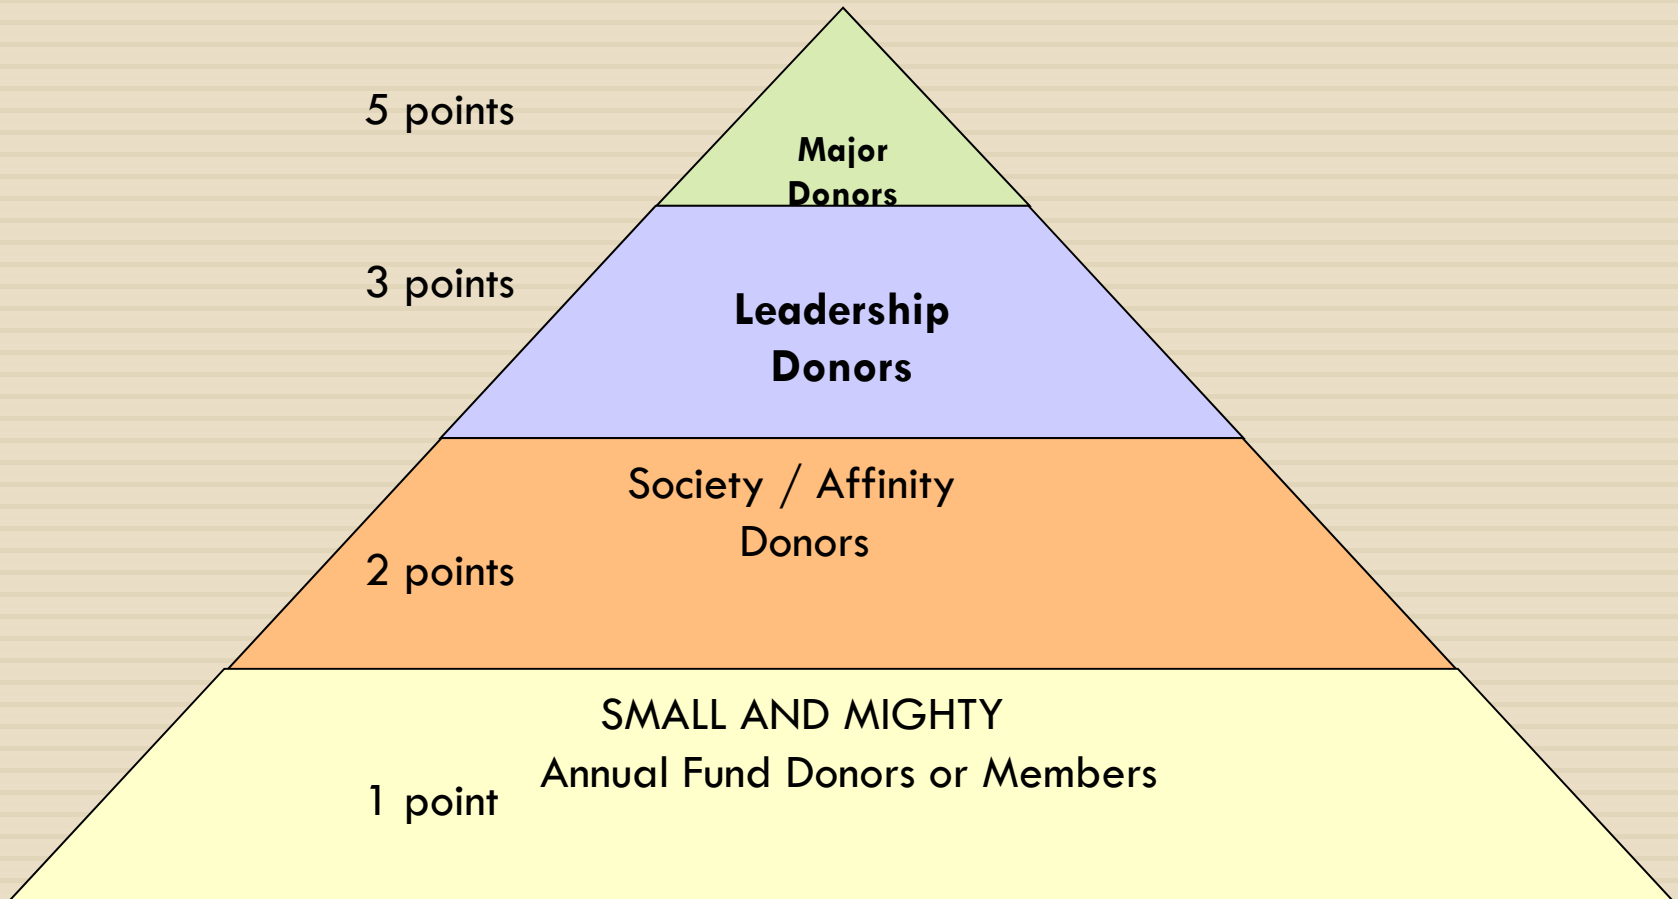 5 points
Major
Donors
3 points
Leadership
Donors
Society / Affinity
Donors
2 points
SMALL AND MIGHTY
Annual Fund Donors or Members
1 point